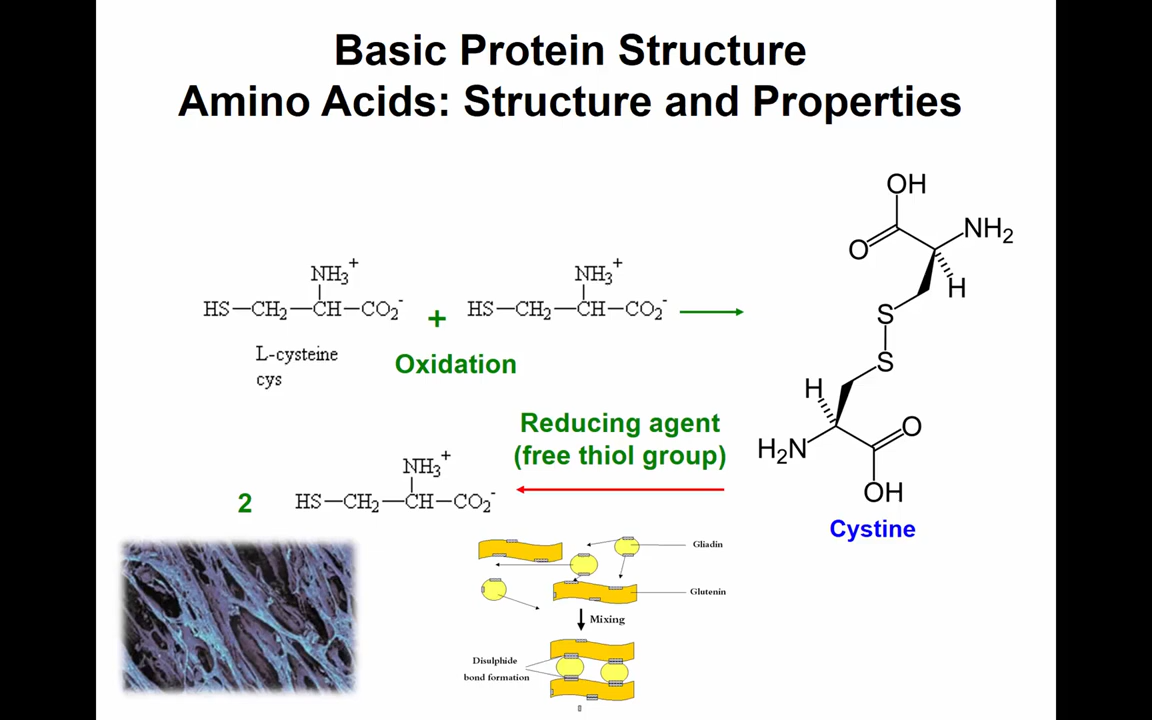 Basic Protein Structure
Amino Acids: Structure and Properties
OH
O
NH₂
H
S
S
H
O
H₂N
OH
Cystine
NH₃⁺
HS—CH₂—CH—CO₂⁻
L-cysteine
cys
+
NH₃⁺
HS—CH₂—CH—CO₂⁻
Oxidation
Reducing agent
(free thiol group)
2
NH₃⁺
HS—CH₂—CH—CO₂⁻
Gliadin
Glutenin
Mixing
Disulphide
bond formation